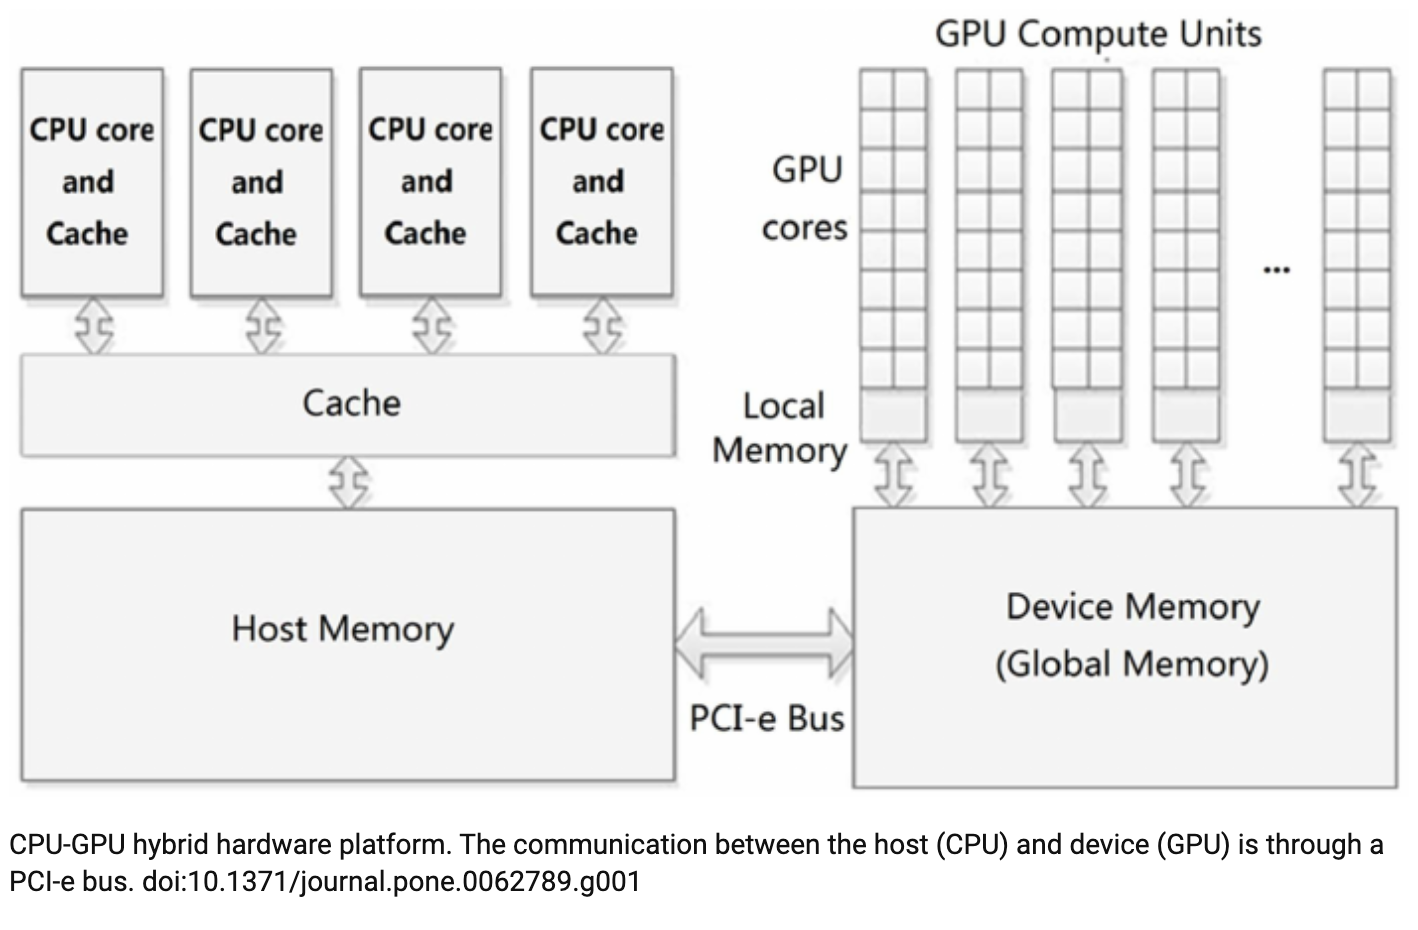 GPU Compute Units
CPU core
and
Cache
CPU core
and
Cache
CPU core
and
Cache
CPU core
and
Cache
GPU
cores
...
Cache
Local
Memory
Host Memory
Device Memory
(Global Memory)
PCI-e Bus
CPU-GPU hybrid hardware platform. The communication between the host (CPU) and device (GPU) is through a
PCI-e bus. doi:10.1371/journal.pone.0062789.g001